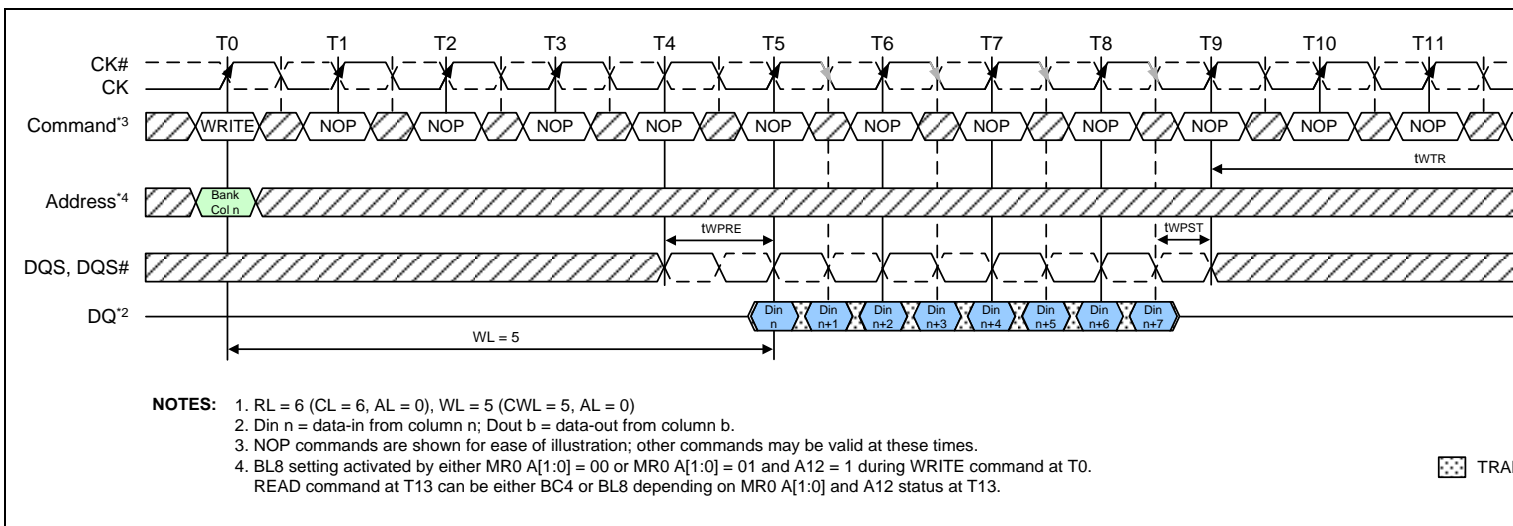 T0 T1 T2 T3 T4 T5 T6 T7 T8 T9 T10 T11
CK#
CK
Command*3 WRITE NOP NOP NOP NOP NOP NOP NOP NOP NOP NOP NOP
tWTR
Address*4 Bank
Col n
tWPRE tWPST
DQS, DQS#
DQ*2 Din n Din n+1 Din n+2 Din n+3 Din n+4 Din n+5 Din n+6 Din n+7
WL = 5
NOTES: 1. RL = 6 (CL = 6, AL = 0), WL = 5 (CWL = 5, AL = 0)
2. Din n = data-in from column n; Dout b = data-out from column b.
3. NOP commands are shown for ease of illustration; other commands may be valid at these times.
4. BL8 setting activated by either MR0 A[1:0] = 00 or MR0 A[1:0] = 01 and A12 = 1 during WRITE command at T0.
READ command at T13 can be either BC4 or BL8 depending on MR0 A[1:0] and A12 status at T13.